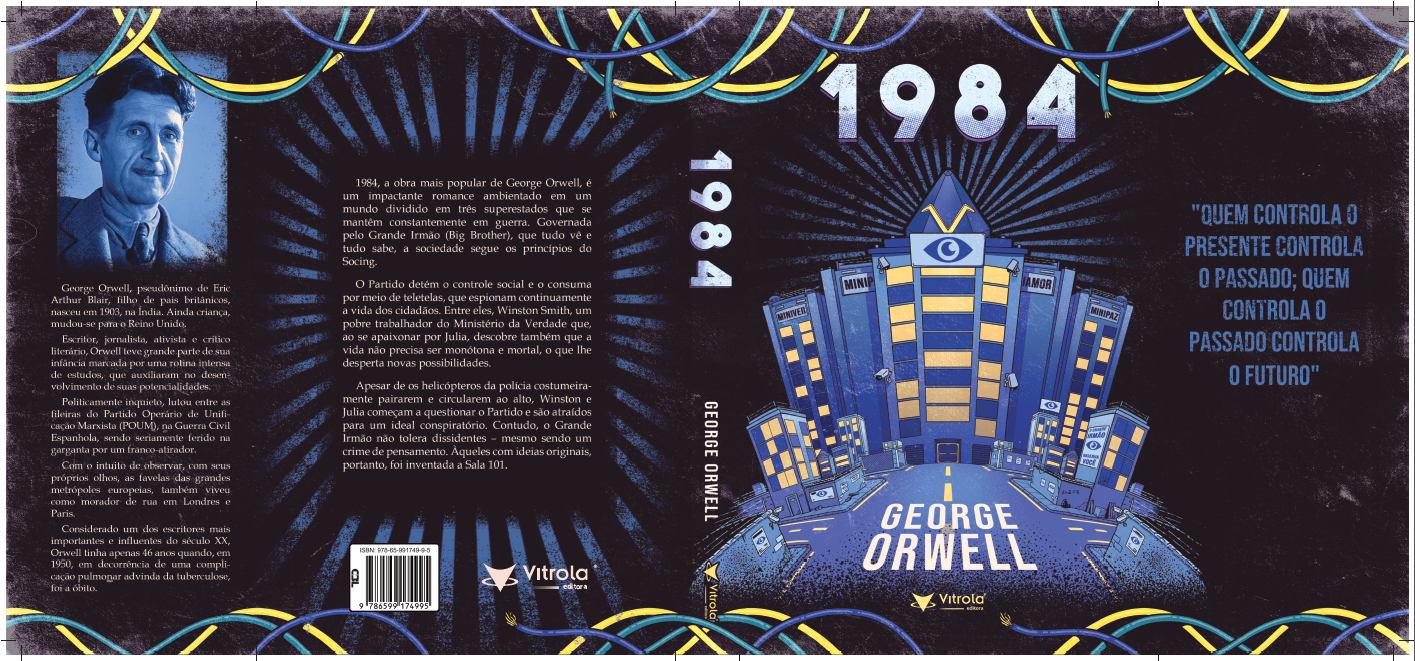 George Orwell, pseudônimo de Eric
Arthur Blair, filho de pais britânicos,
nasceu em 1903, na Índia. Ainda criança,
mudou-se para o Reino Unido.
Escritor, jornalista, ativista e crítico
literário, Orwell teve grande parte de sua
infância marcada por uma rotina intensa
de estudos, que auxiliaram no desen-
volvimento de suas potencialidades.
Politicamente inquieto, lutou entre as
fileiras do Partido Operário de Unifi-
cação Marxista (POUM), na Guerra Civil
Espanhola, sendo seriamente ferido na
garganta por um franco-atirador.
Com o intuito de observar, com seus
próprios olhos, as favelas das grandes
metrópoles europeias, também viveu
como morador de rua em Londres e
Paris.
Considerado um dos escritores mais
importantes e influentes do século XX,
Orwell tinha apenas 46 anos quando, em
1950, em decorrência de uma compli-
cação pulmonar advinda da tuberculose,
foi a óbito.
1984, a obra mais popular de George Orwell, é
um impactante romance ambientado em um
mundo dividido em três superestados que se
mantêm constantemente em guerra. Governada
pelo Grande Irmão (Big Brother), que tudo vê e
tudo sabe, a sociedade segue os princípios do
Socing.
O Partido detém o controle social e o consuma
por meio de teletelas, que espionam continuamente
a vida dos cidadãos. Entre eles, Winston Smith, um
pobre trabalhador do Ministério da Verdade que,
ao se apaixonar por Julia, descobre também que a
vida não precisa ser monótona e mortal, o que lhe
desperta novas possibilidades.
Apesar de os helicópteros da polícia costumeira-
mente pairarem e circularem ao alto, Winston e
Julia começam a questionar o Partido e são atraídos
para um ideal conspiratório. Contudo, o Grande
Irmão não tolera dissidentes – mesmo sendo um
crime de pensamento. Àqueles com ideias originais,
portanto, foi inventada a Sala 101.
ISBN: 978-65-991749-9-5
9 786599 174995
Vitrola
editora
1984
GEORGE ORWELL
Vitrola
1984
MINIVER
MINIP
AMOR
MINIPAZ
IRMÃO
VOCÊ
GEORGE
ORWELL
Vitrola
editora
"QUEM CONTROLA O
PRESENTE CONTROLA
O PASSADO; QUEM
CONTROLA O
PASSADO CONTROLA
O FUTURO"